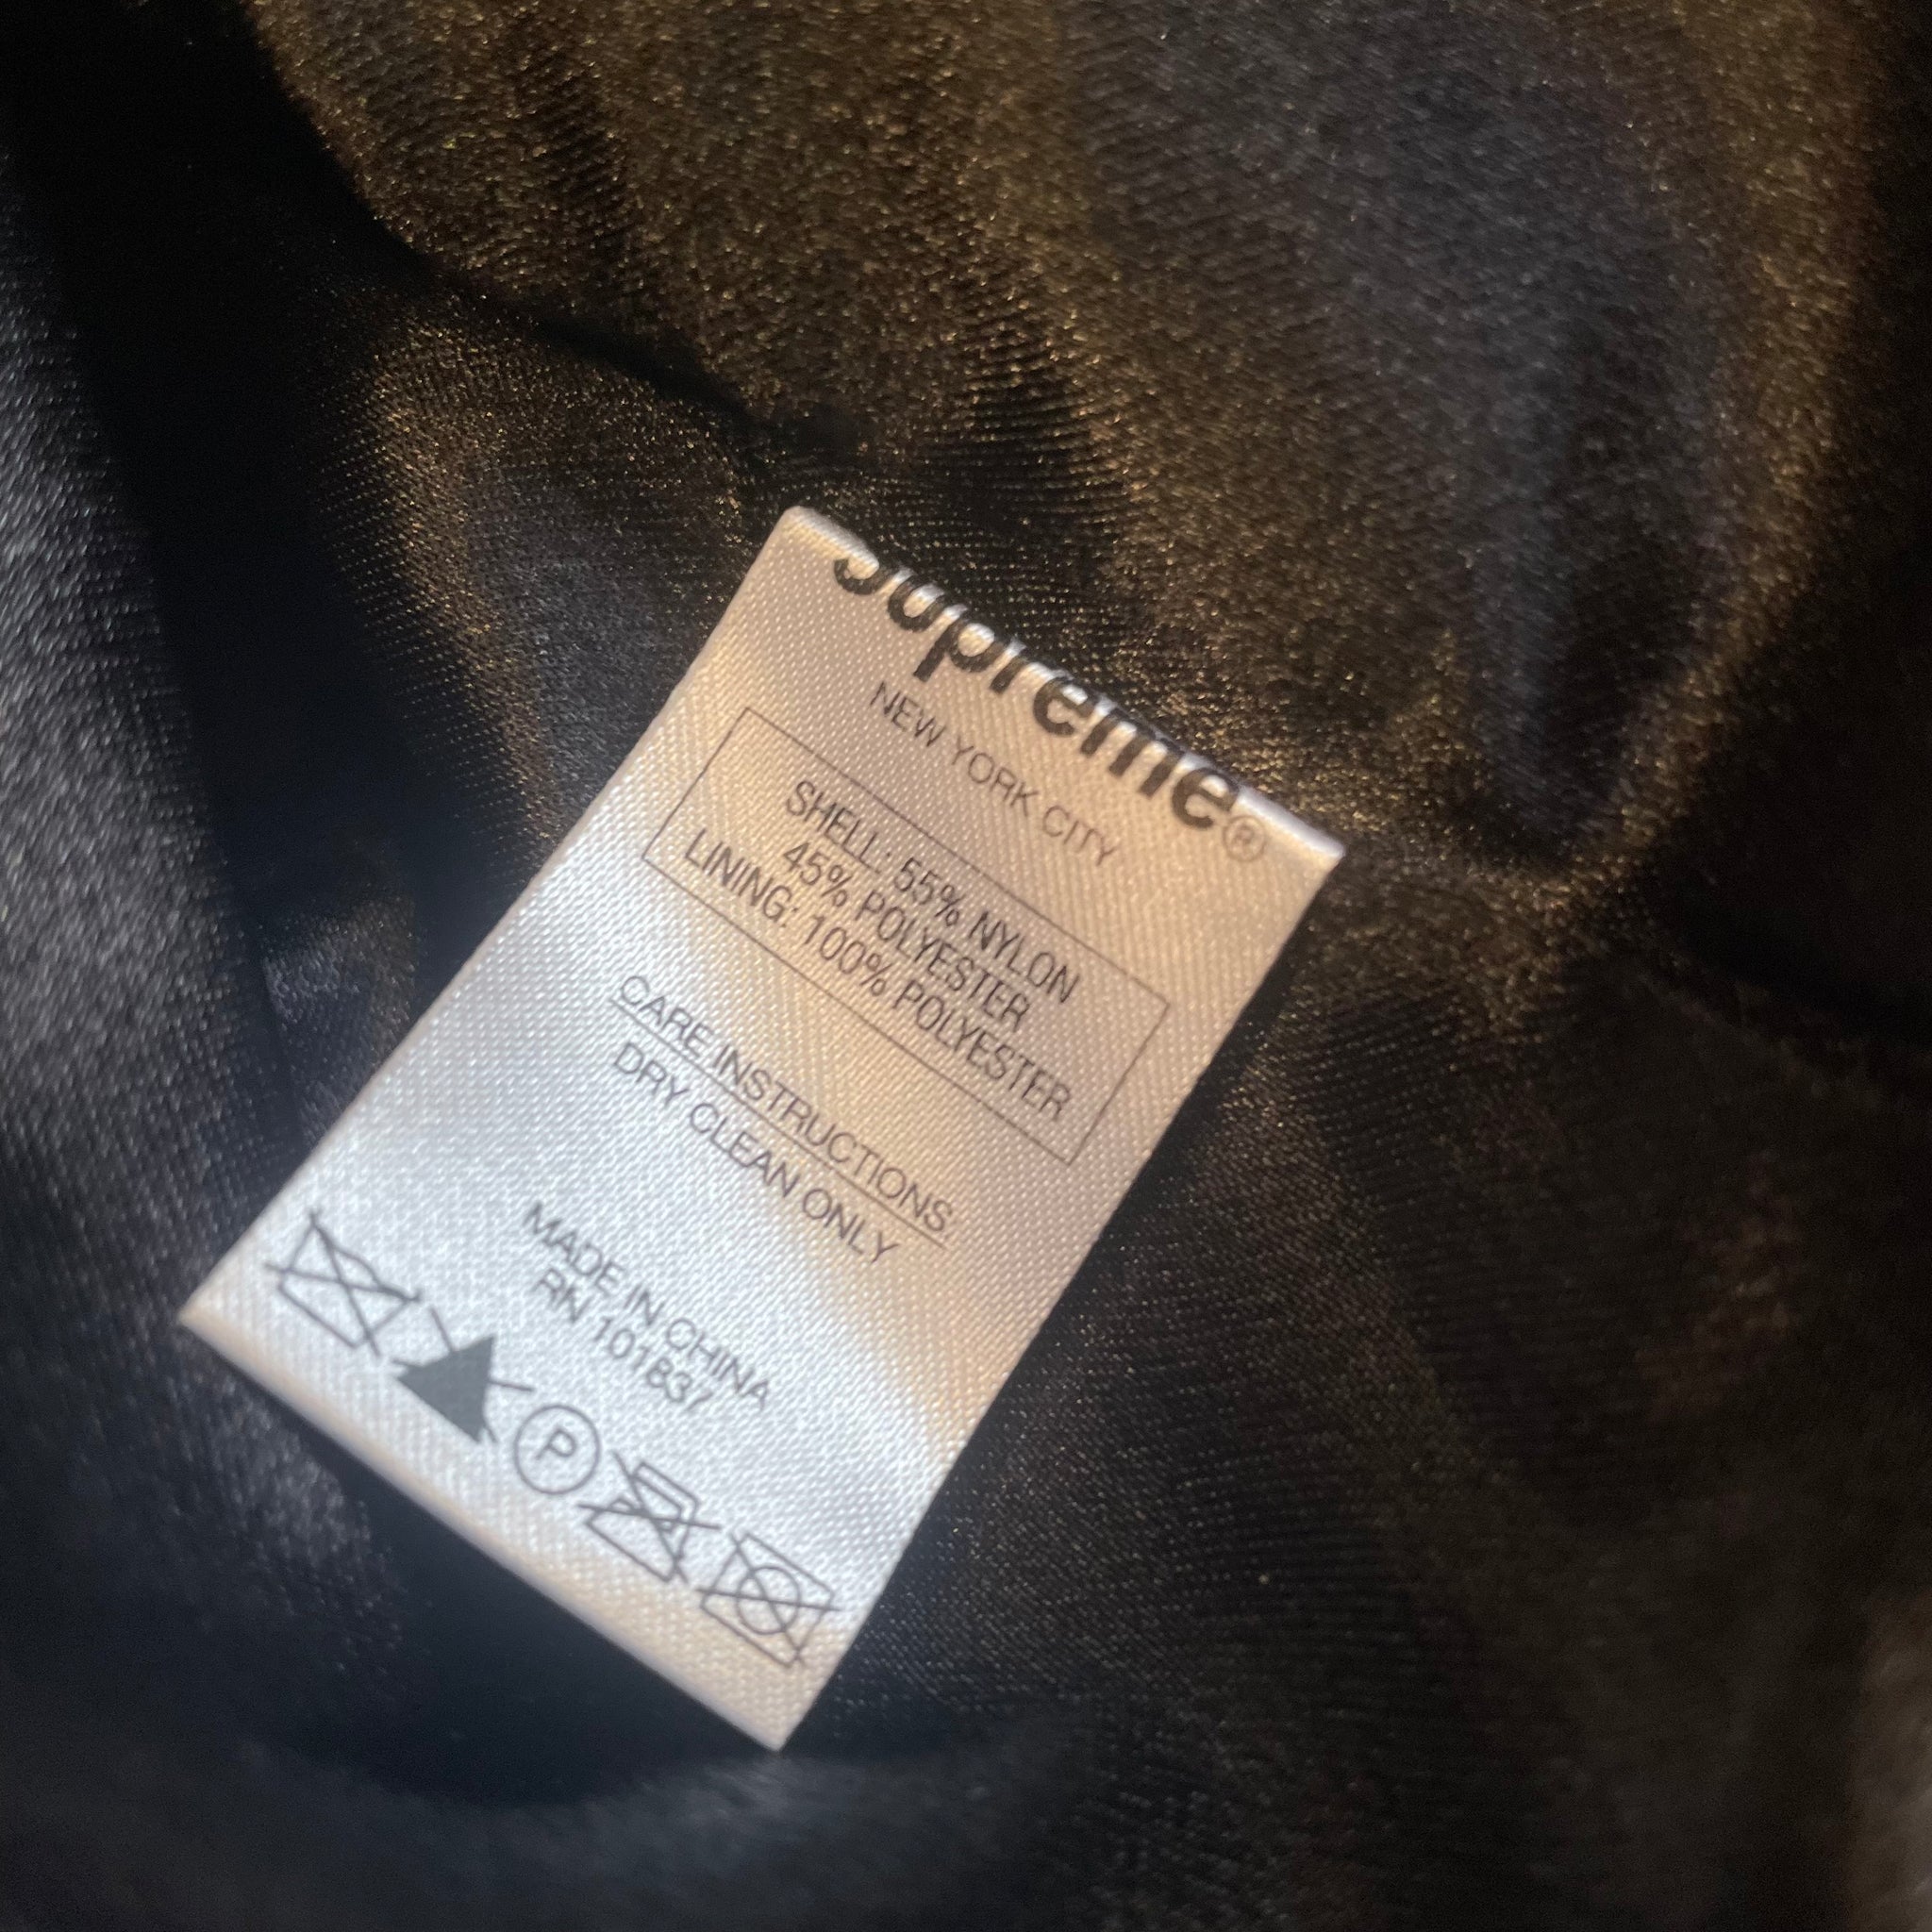 Supreme®
NEW YORK CITY
SHELL: 55% NYLON
45% POLYESTER
LINING: 100% POLYESTER
CARE INSTRUCTIONS:
DRY CLEAN ONLY
MADE IN CHINA
RN 101837
P